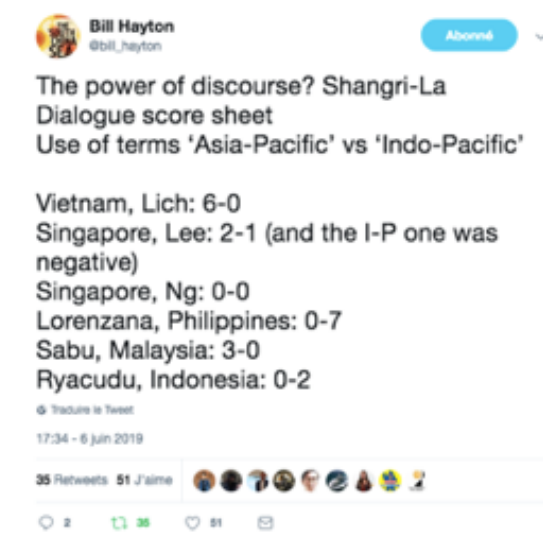 Bill Hayton
@bill_hayton
Abonné
The power of discourse? Shangri-La
Dialogue score sheet
Use of terms ‘Asia-Pacific’ vs ‘Indo-Pacific’
Vietnam, Lich: 6-0
Singapore, Lee: 2-1 (and the I-P one was
negative)
Singapore, Ng: 0-0
Lorenzana, Philippines: 0-7
Sabu, Malaysia: 3-0
Ryacudu, Indonesia: 0-2
Traduire le Tweet
17:34 - 6 juin 2019
35 Retweets 51 J'aime
2 35 51